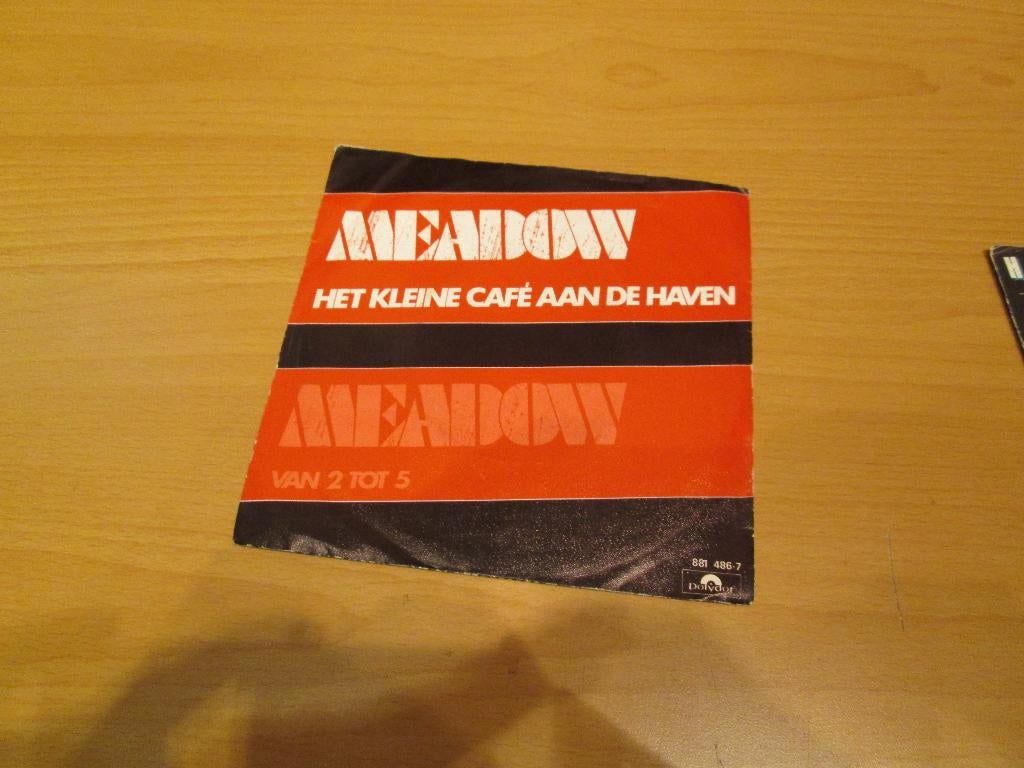 MEADOW
HET KLEINE CAFÉ AAN DE HAVEN
MEADOW
VAN 2 TOT 5
881 486-7
Polydor
H